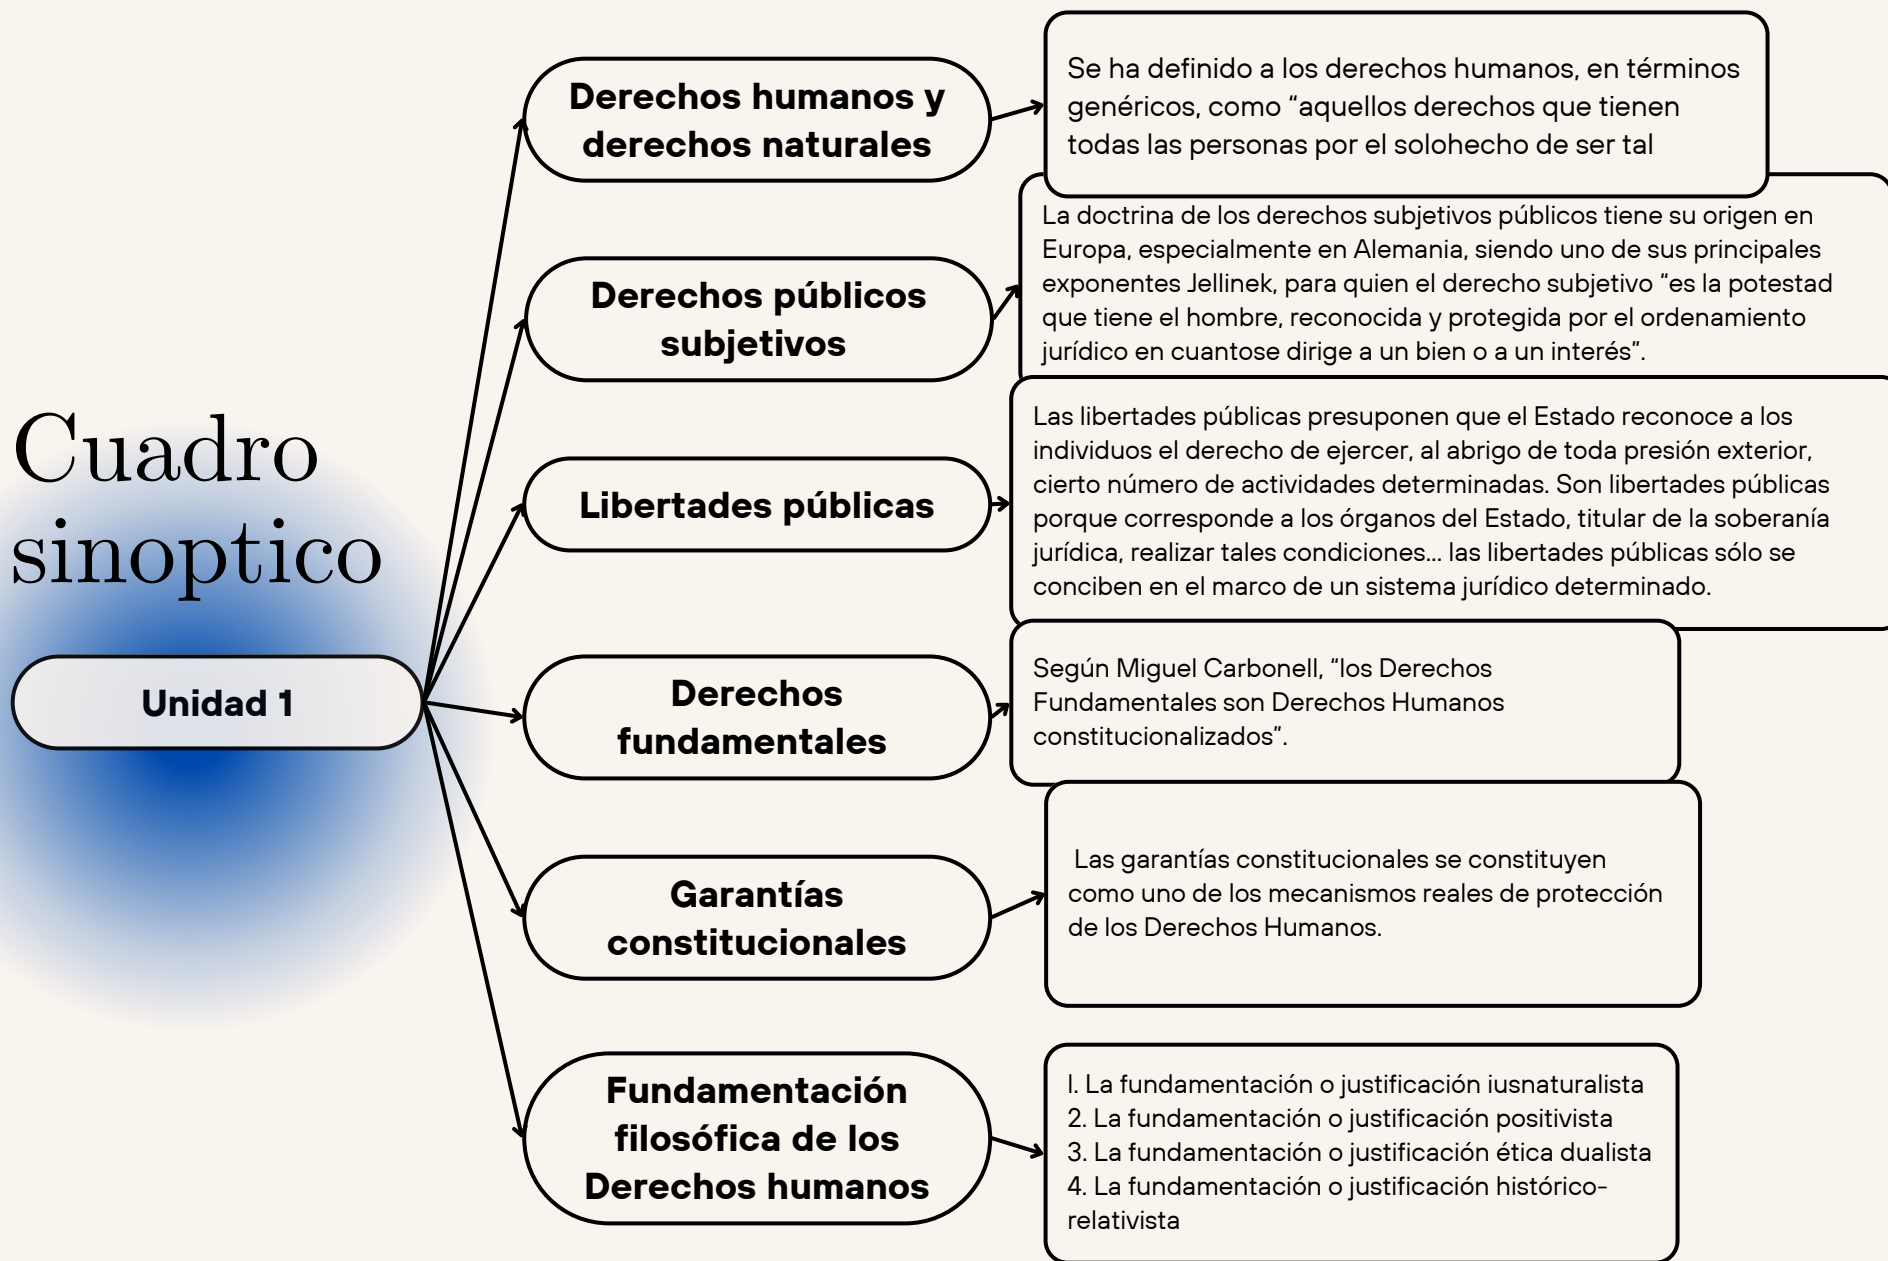 Cuadro
sinoptico
Unidad 1
Derechos humanos y
derechos naturales
Se ha definido a los derechos humanos, en términos
genéricos, como “aquellos derechos que tienen
todas las personas por el solohecho de ser tal
Derechos públicos
subjetivos
La doctrina de los derechos subjetivos públicos tiene su origen en
Europa, especialmente en Alemania, siendo uno de sus principales
exponentes Jellinek, para quien el derecho subjetivo “es la potestad
que tiene el hombre, reconocida y protegida por el ordenamiento
jurídico en cuantose dirige a un bien o a un interés”.
Libertades públicas
Las libertades públicas presuponen que el Estado reconoce a los
individuos el derecho de ejercer, al abrigo de toda presión exterior,
cierto número de actividades determinadas. Son libertades públicas
porque corresponde a los órganos del Estado, titular de la soberanía
jurídica, realizar tales condiciones... las libertades públicas sólo se
conciben en el marco de un sistema jurídico determinado.
Derechos
fundamentales
Según Miguel Carbonell, “los Derechos
Fundamentales son Derechos Humanos
constitucionalizados”.
Garantías
constitucionales
Las garantías constitucionales se constituyen
como uno de los mecanismos reales de protección
de los Derechos Humanos.
Fundamentación
filosófica de los
Derechos humanos
l. La fundamentación o justificación iusnaturalista
2. La fundamentación o justificación positivista
3. La fundamentación o justificación ética dualista
4. La fundamentación o justificación histórico-
relativista